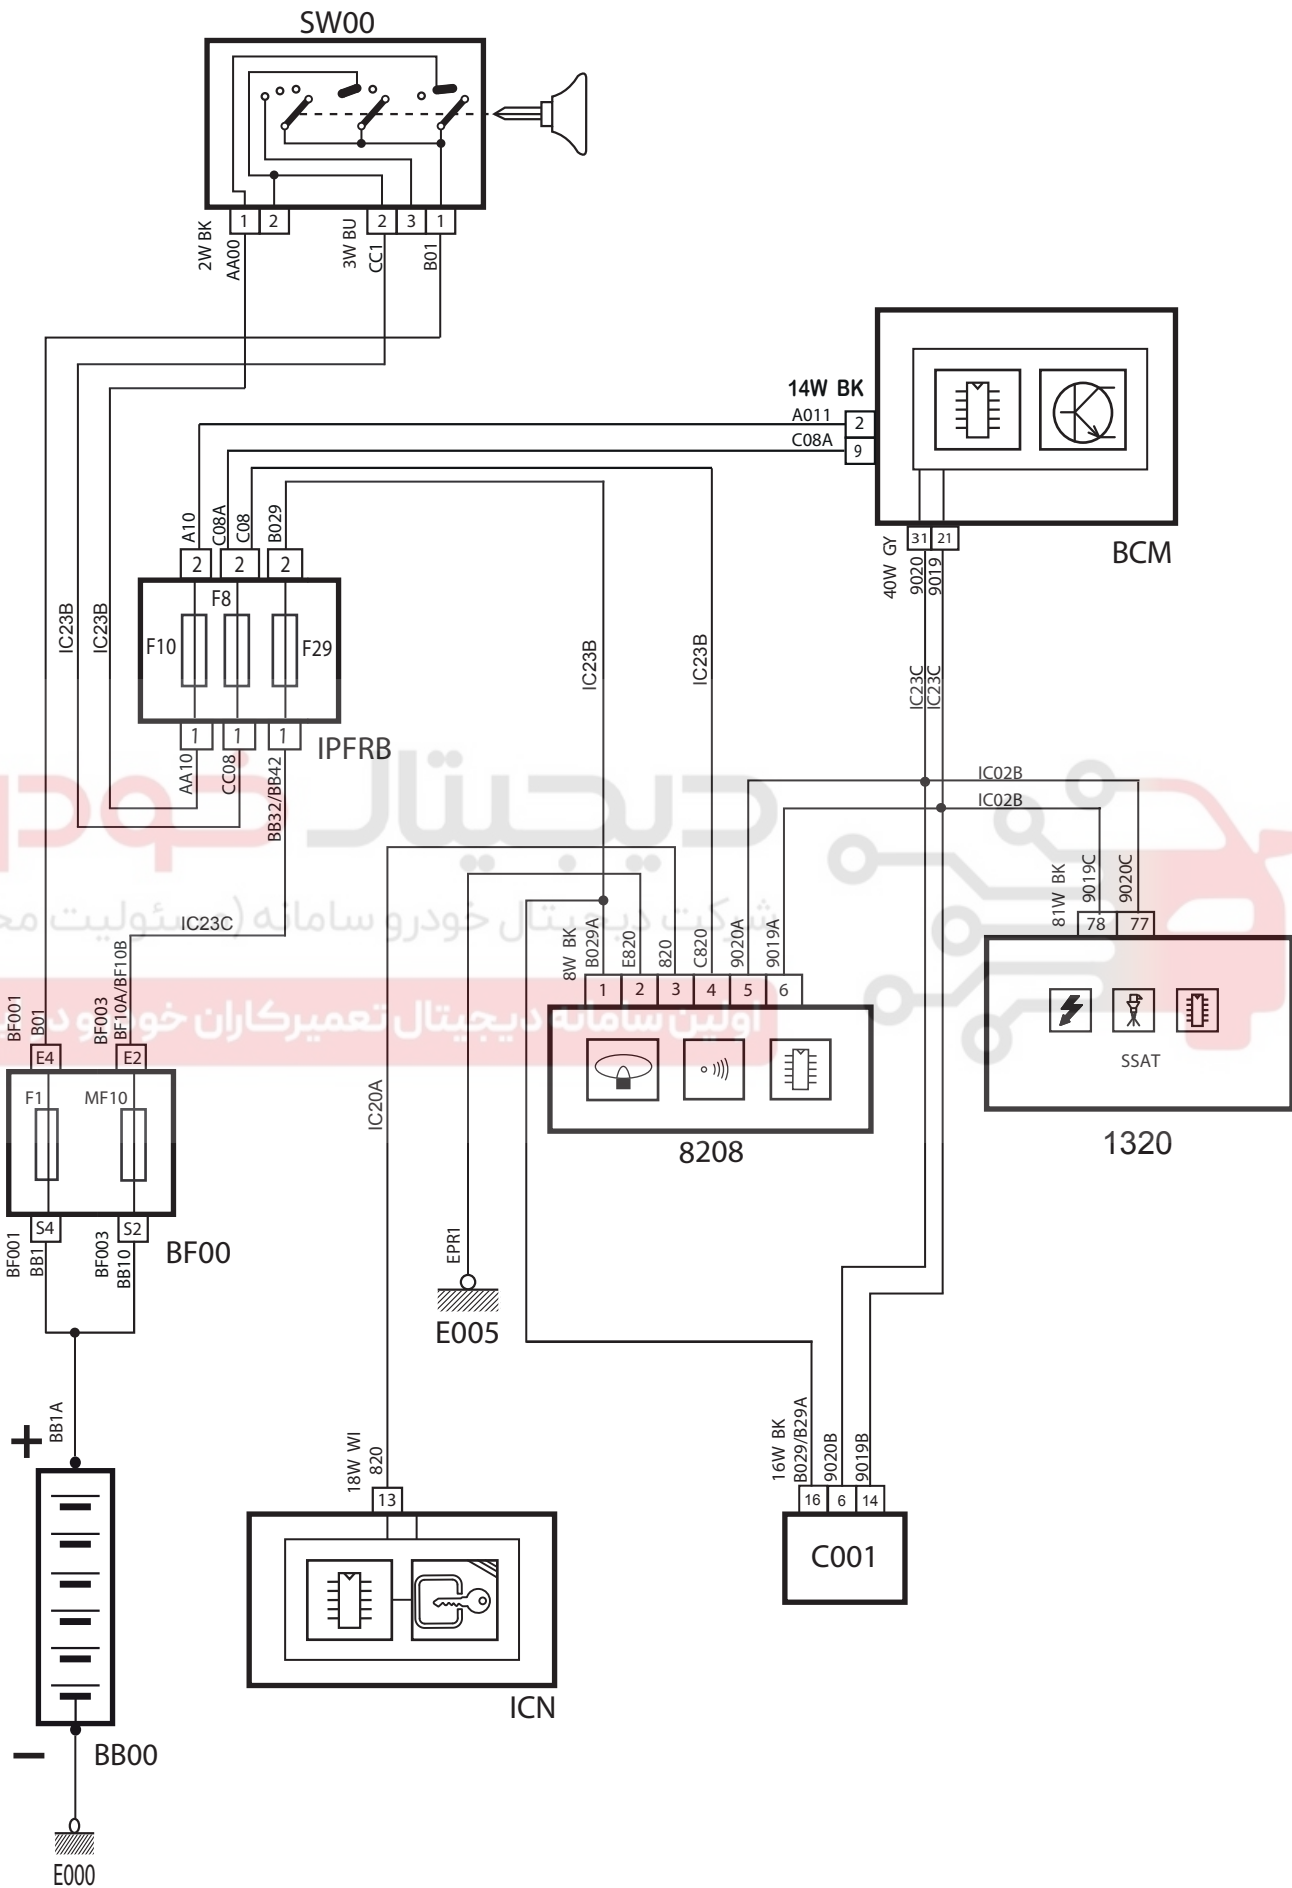 SW00
1
2
2
3
1
2W BK
AA00
3W BU
CC1
B01
14W BK
A011
C08A
2
9
BCM
31
21
40W GY
9020
9019
A10
C08A
C08
B029
2
2
2
F8
F10
F29
1
1
1
IPFRB
AA10
CC08
BB32/BB42
IC23B
IC23B
IC23B
IC23B
IC23C
IC23C
IC02B
IC02B
دیجیتال خودرو
شرکت دیجیتال خودرو سامانه (مسئولیت
اولین سامانه دیجیتال تعمیرکاران خودرو
IC23C
81W BK
9019C
9020C
78
77
SSAT
1320
8W BK
B029A
E820
820
C820
9020A
9019A
1
2
3
4
5
6
8208
BF001
B01
BF003
BF10A/BF10B
E4
E2
F1
MF10
S4
S2
BF001
BB1
BF003
BB10
BF00
IC20A
EPR1
E005
BB1A
+
−
BB00
E000
18W WI
820
13
ICN
16W BK
B029/B29A
9020B
9019B
16
6
14
C001